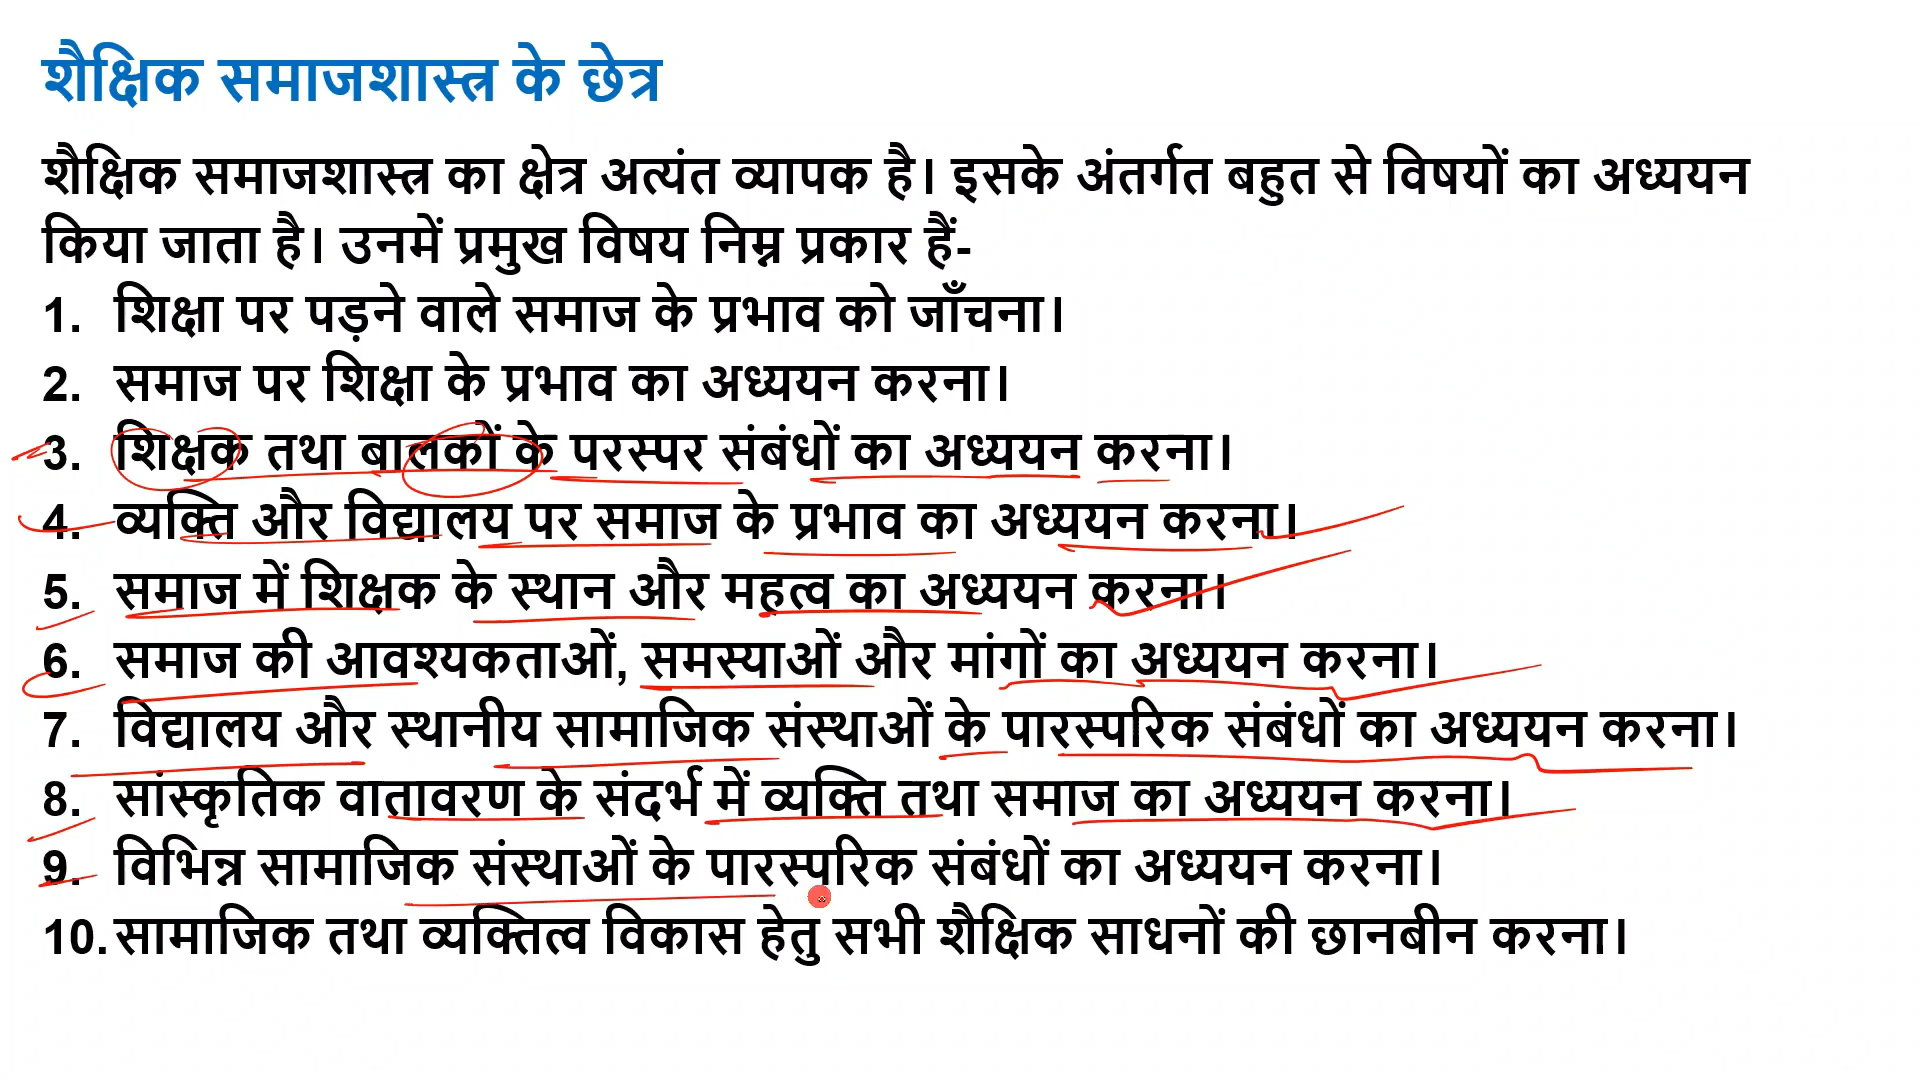 शैक्षिक समाजशास्त्र के छेत्र
शैक्षिक समाजशास्त्र का क्षेत्र अत्यंत व्यापक है। इसके अंतर्गत बहुत से विषयों का अध्ययन
किया जाता है। उनमें प्रमुख विषय निम्न प्रकार हैं-
1. शिक्षा पर पड़ने वाले समाज के प्रभाव को जाँचना।
2. समाज पर शिक्षा के प्रभाव का अध्ययन करना।
3. शिक्षक तथा बालकों के परस्पर संबंधों का अध्ययन करना।
4. व्यक्ति और विद्यालय पर समाज के प्रभाव का अध्ययन करना।
5. समाज में शिक्षक के स्थान और महत्व का अध्ययन करना।
6. समाज की आवश्यकताओं, समस्याओं और मांगों का अध्ययन करना।
7. विद्यालय और स्थानीय सामाजिक संस्थाओं के पारस्परिक संबंधों का अध्ययन करना।
8. सांस्कृतिक वातावरण के संदर्भ में व्यक्ति तथा समाज का अध्ययन करना।
9. विभिन्न सामाजिक संस्थाओं के पारस्परिक संबंधों का अध्ययन करना।
10. सामाजिक तथा व्यक्तित्व विकास हेतु सभी शैक्षिक साधनों की छानबीन करना।